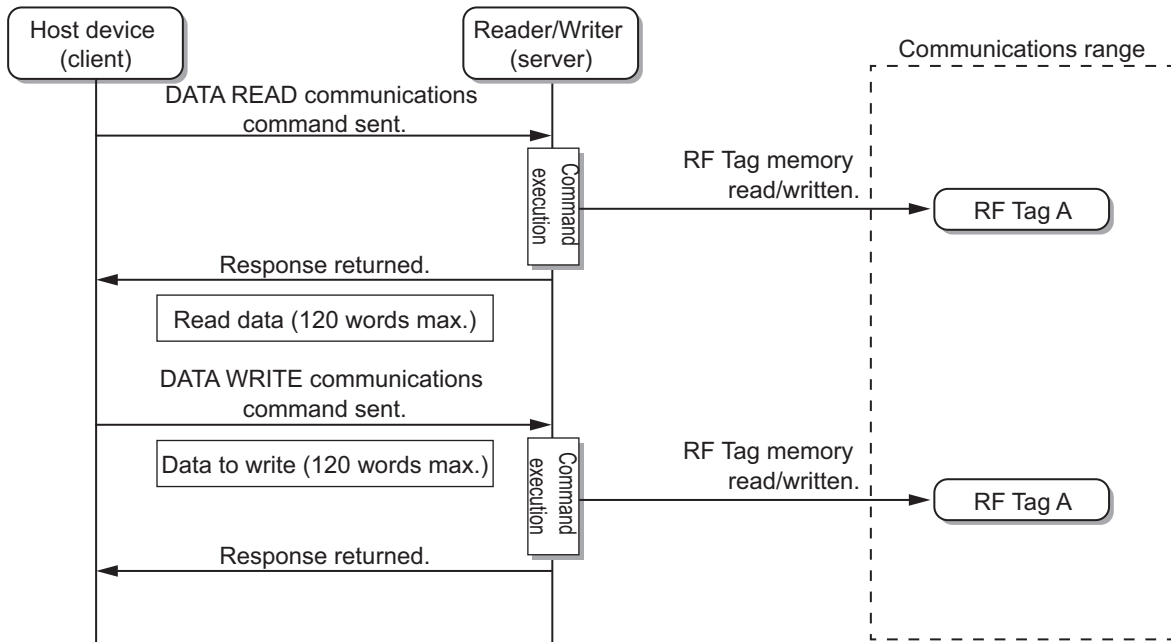 Host device
(client)
Reader/Writer
(server)
Communications range
DATA READ communications
command sent.
Command
execution
RF Tag memory
read/written.
RF Tag A
Response returned.
Read data (120 words max.)
DATA WRITE communications
command sent.
Data to write (120 words max.)
Command
execution
RF Tag memory
read/written.
RF Tag A
Response returned.